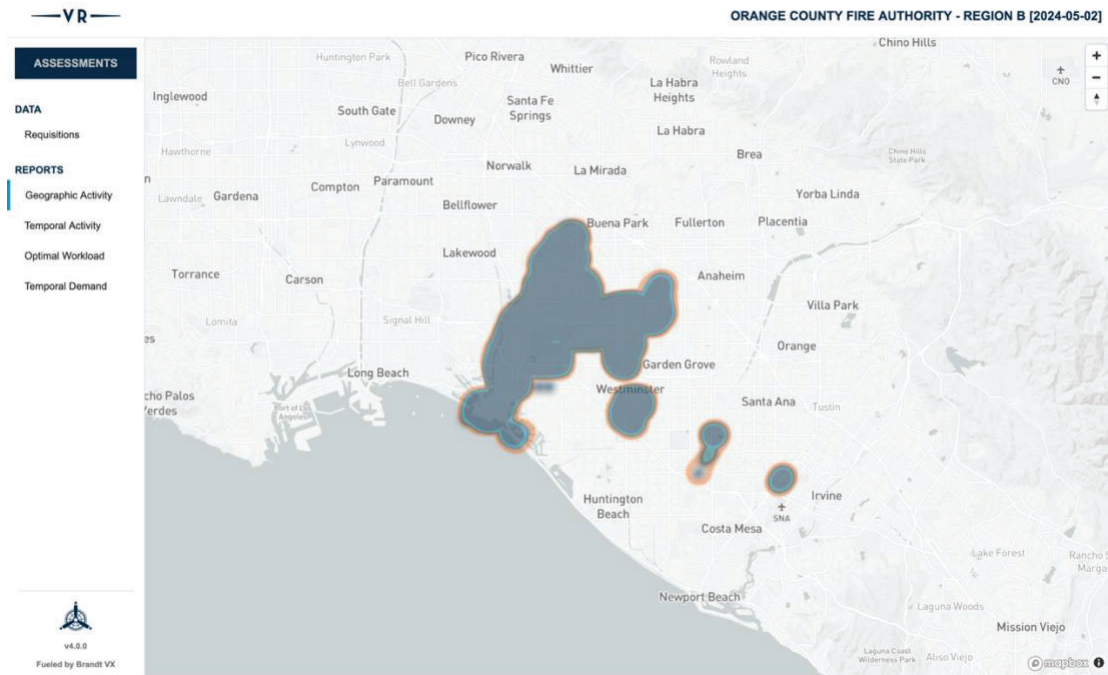 VR
ORANGE COUNTY FIRE AUTHORITY - REGION B [2024-05-02]
ASSESSMENTS
DATA
Requisitions
REPORTS
Geographic Activity
Temporal Activity
Optimal Workload
Temporal Demand
v4.0.0
Fueled by Brandt VX
Chino Hills
Huntington Park
Pico Rivera
Whittier
Rowland
Heights
CNO
Bell Gardens
La Habra
Heights
Inglewood
South Gate
Santa Fe
Springs
Downey
La Habra
Lynwood
Hawthorne
Brea
Chino Hills
State Park
Norwalk
La Mirada
n
Lawndale
Gardena
Compton
Paramount
Yorba Linda
Bellflower
Buena Park
Fullerton
Placentia
Lakewood
Torrance
Carson
Anaheim
Villa Park
Lomita
Signal Hill
es
Orange
Garden Grove
Long Beach
Westminster
cho Palos
Verdes
Port of Los
Angeles
Santa Ana
Tustin
Huntington
Beach
Irvine
SNA
Costa Mesa
Lake Forest
Rancho S
Marga
Newport Beach
Laguna Woods
Mission Viejo
Laguna Coast
Wilderness Park
Aliso Viejo
mapbox